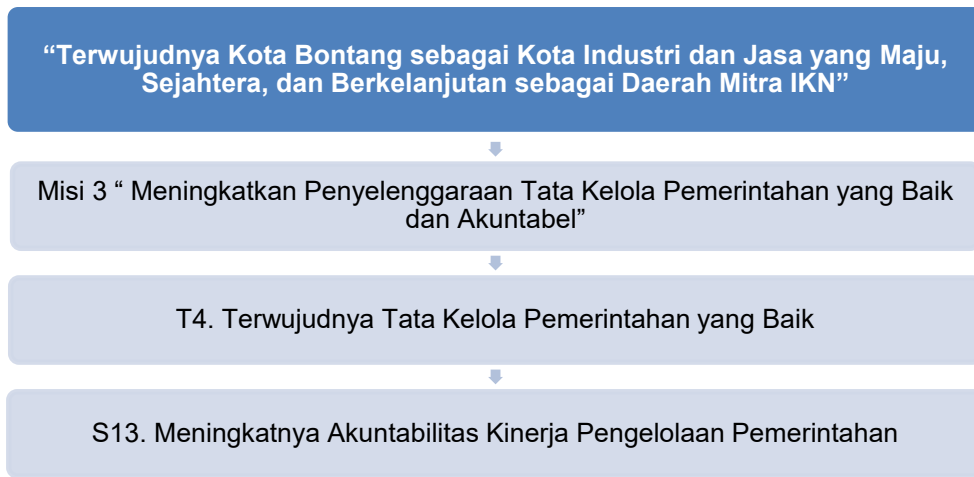 “Terwujudnya Kota Bontang sebagai Kota Industri dan Jasa yang Maju,
Sejahtera, dan Berkelanjutan sebagai Daerah Mitra IKN”
Misi 3 “ Meningkatkan Penyelenggaraan Tata Kelola Pemerintahan yang Baik
dan Akuntabel”
T4. Terwujudnya Tata Kelola Pemerintahan yang Baik
S13. Meningkatnya Akuntabilitas Kinerja Pengelolaan Pemerintahan